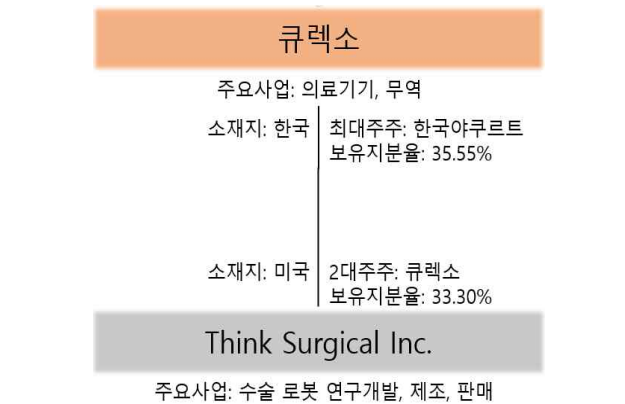 큐렉소
주요사업: 의료기기, 무역
소재지: 한국
최대주주: 한국야쿠르트
보유지분율: 35.55%
소재지: 미국
2대주주: 큐렉소
보유지분율: 33.30%
Think Surgical Inc.
주요사업: 수술 로봇 연구개발, 제조, 판매